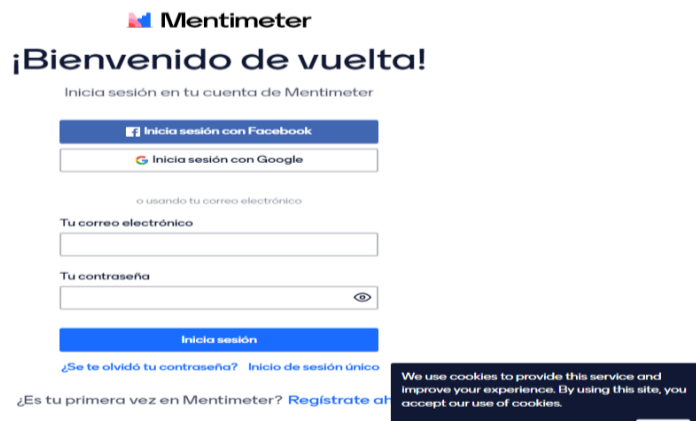 Mentimeter
¡Bienvenido de vuelta!
Inicia sesión en tu cuenta de Mentimeter
Inicia sesión con Facebook
Inicia sesión con Google
o usando tu correo electrónico
Tu correo electrónico
Tu contraseña
Inicia sesión
¿Se te olvidó tu contraseña? Inicio de sesión único
¿Es tu primera vez en Mentimeter? Regístrate ah
We use cookies to provide this service and
improve your experience. By using this site, you
accept our use of cookies.